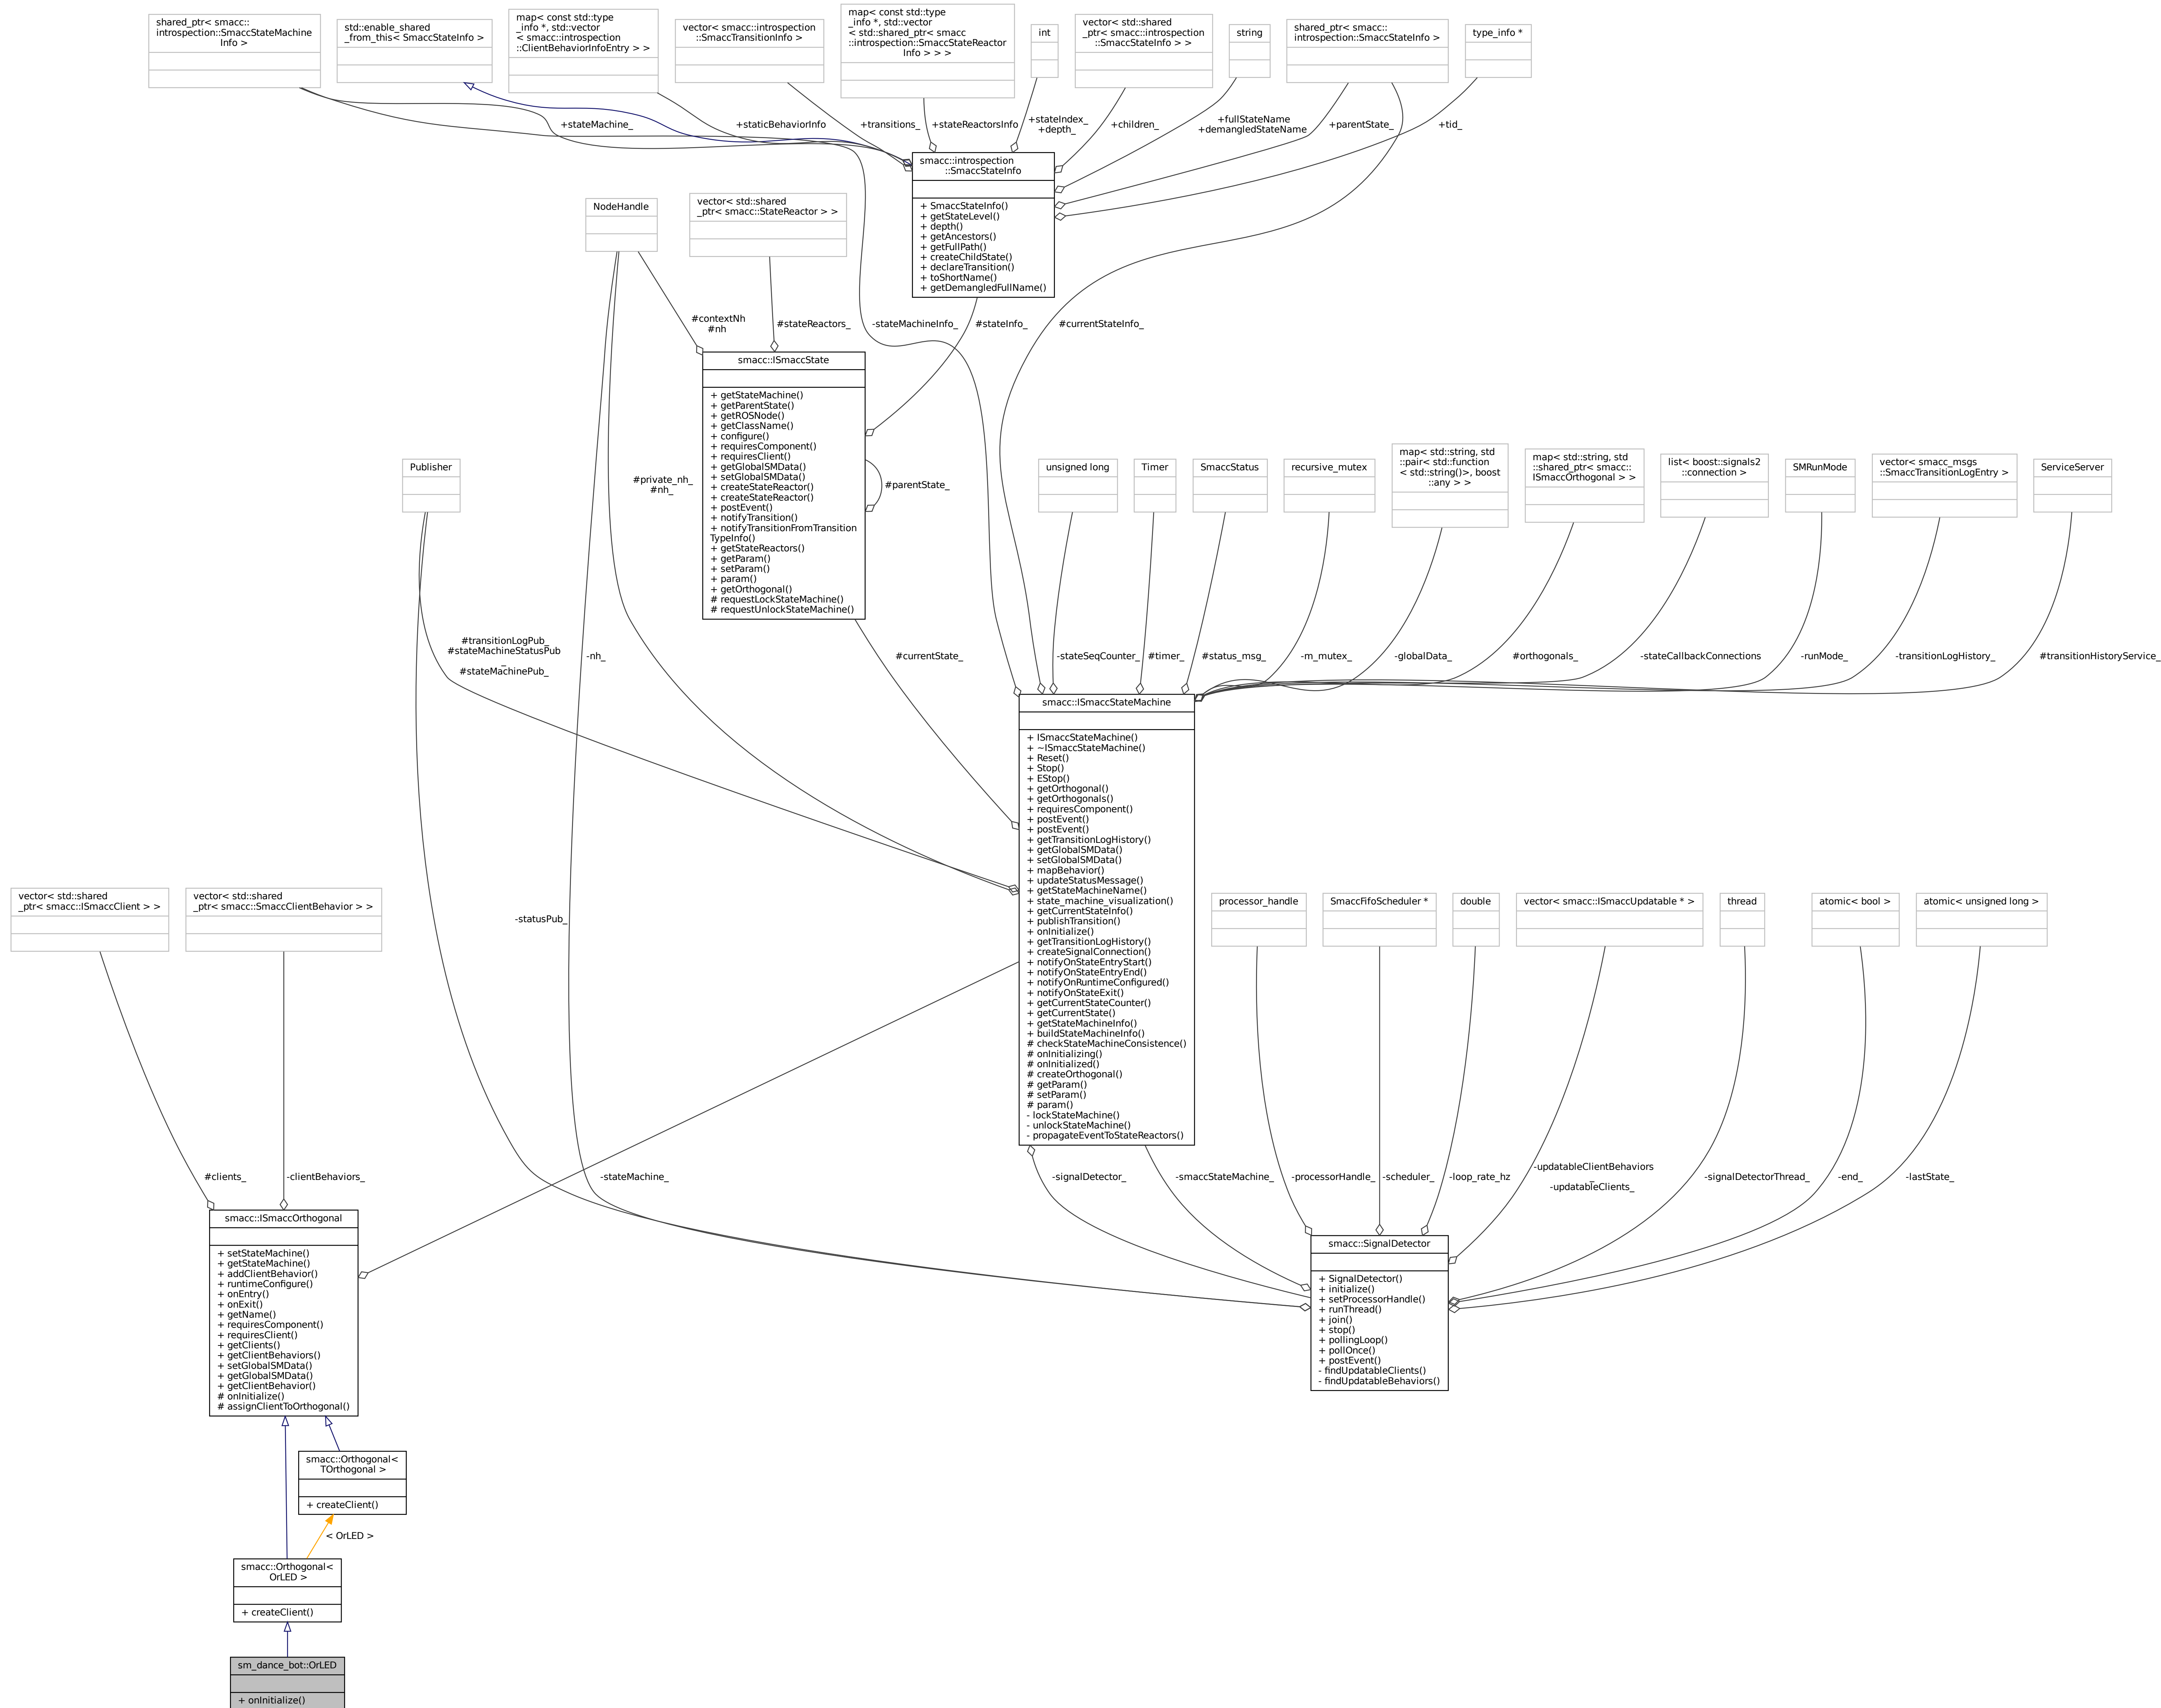 shared_ptr< smacc::
introspection::SmaccStateMachine
Info >
std::enable_shared
_from_this< SmaccStateInfo >
map< const std::type
_info *, std::vector
< smacc::introspection
::ClientBehaviorInfoEntry > >
vector< smacc::introspection
::SmaccTransitionInfo >
map< const std::type
_info *, std::vector
< std::shared_ptr< smacc
::introspection::SmaccStateReactor
Info > > >
int
vector< std::shared
_ptr< smacc::introspection
::SmaccStateInfo > >
string
shared_ptr< smacc::
introspection::SmaccStateInfo >
type_info *
+stateMachine_
+staticBehaviorInfo
+transitions_
+stateReactorsInfo
+stateIndex_
+depth_
+children_
+fullStateName
+demangledStateName
+parentState_
+tid_
smacc::introspection
::SmaccStateInfo
+ SmaccStateInfo()
+ getStateLevel()
+ depth()
+ getAncestors()
+ getFullPath()
+ createChildState()
+ declareTransition()
+ toShortName()
+ getDemangledFullName()
NodeHandle
vector< std::shared
_ptr< smacc::StateReactor > >
#contextNh
#nh
#stateReactors_
-stateMachineInfo_
#stateInfo_
#currentStateInfo_
smacc::ISmaccState
+ getStateMachine()
+ getParentState()
+ getROSNode()
+ getClassName()
+ configure()
+ requiresComponent()
+ requiresClient()
+ getGlobalSMData()
+ setGlobalSMData()
+ createStateReactor()
+ createStateReactor()
+ postEvent()
+ notifyTransition()
+ notifyTransitionFromTransition
TypeInfo()
+ getStateReactors()
+ getParam()
+ setParam()
+ param()
+ getOrthogonal()
# requestLockStateMachine()
# requestUnlockStateMachine()
#parentState_
#private_nh_
#nh_
Publisher
unsigned long
Timer
SmaccStatus
recursive_mutex
map< std::string, std
::pair< std::function
< std::string()>, boost
::any > >
map< std::string, std
::shared_ptr< smacc::
ISmaccOrthogonal > >
list< boost::signals2
::connection >
SMRunMode
vector< smacc_msgs
::SmaccTransitionLogEntry >
ServiceServer
#transitionLogPub_
#stateMachineStatusPub
_
#stateMachinePub_
-nh_
#currentState_
-stateSeqCounter_
#timer_
#status_msg_
-m_mutex_
-globalData_
#orthogonals_
-stateCallbackConnections
-runMode_
-transitionLogHistory_
#transitionHistoryService_
smacc::ISmaccStateMachine
+ ISmaccStateMachine()
+ ~ISmaccStateMachine()
+ Reset()
+ Stop()
+ EStop()
+ getOrthogonal()
+ getOrthogonals()
+ requiresComponent()
+ postEvent()
+ postEvent()
+ getTransitionLogHistory()
+ getGlobalSMData()
+ setGlobalSMData()
+ mapBehavior()
+ updateStatusMessage()
+ getStateMachineName()
+ state_machine_visualization()
+ getCurrentStateInfo()
+ publishTransition()
+ onInitialize()
+ getTransitionLogHistory()
+ createSignalConnection()
+ notifyOnStateEntryStart()
+ notifyOnStateEntryEnd()
+ notifyOnRuntimeConfigured()
+ notifyOnStateExit()
+ getCurrentStateCounter()
+ getCurrentState()
+ getStateMachineInfo()
+ buildStateMachineInfo()
# checkStateMachineConsistence()
# onInitializing()
# onInitialized()
# createOrthogonal()
# getParam()
# setParam()
# param()
- lockStateMachine()
- unlockStateMachine()
- propagateEventToStateReactors()
vector< std::shared
_ptr< smacc::ISmaccClient > >
vector< std::shared
_ptr< smacc::SmaccClientBehavior > >
-statusPub_
processor_handle
SmaccFifoScheduler *
double
vector< smacc::ISmaccUpdatable * >
thread
atomic< bool >
atomic< unsigned long >
#clients_
-clientBehaviors_
-stateMachine_
-signalDetector_
-smaccStateMachine_
-processorHandle_
-scheduler_
-loop_rate_hz
-updatableClientBehaviors
_
-updatableClients_
-signalDetectorThread_
-end_
-lastState_
smacc::ISmaccOrthogonal
+ setStateMachine()
+ getStateMachine()
+ addClientBehavior()
+ runtimeConfigure()
+ onEntry()
+ onExit()
+ getName()
+ requiresComponent()
+ requiresClient()
+ getClients()
+ getClientBehaviors()
+ setGlobalSMData()
+ getGlobalSMData()
+ getClientBehavior()
# onInitialize()
# assignClientToOrthogonal()
smacc::SignalDetector
+ SignalDetector()
+ initialize()
+ setProcessorHandle()
+ runThread()
+ join()
+ stop()
+ pollingLoop()
+ pollOnce()
+ postEvent()
- findUpdatableClients()
- findUpdatableBehaviors()
smacc::Orthogonal<
TOrthogonal >
+ createClient()
< OrLED >
smacc::Orthogonal<
OrLED >
+ createClient()
sm_dance_bot::OrLED
+ onInitialize()